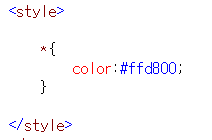 <style>
*{
color:#ffd800;
}
</style>